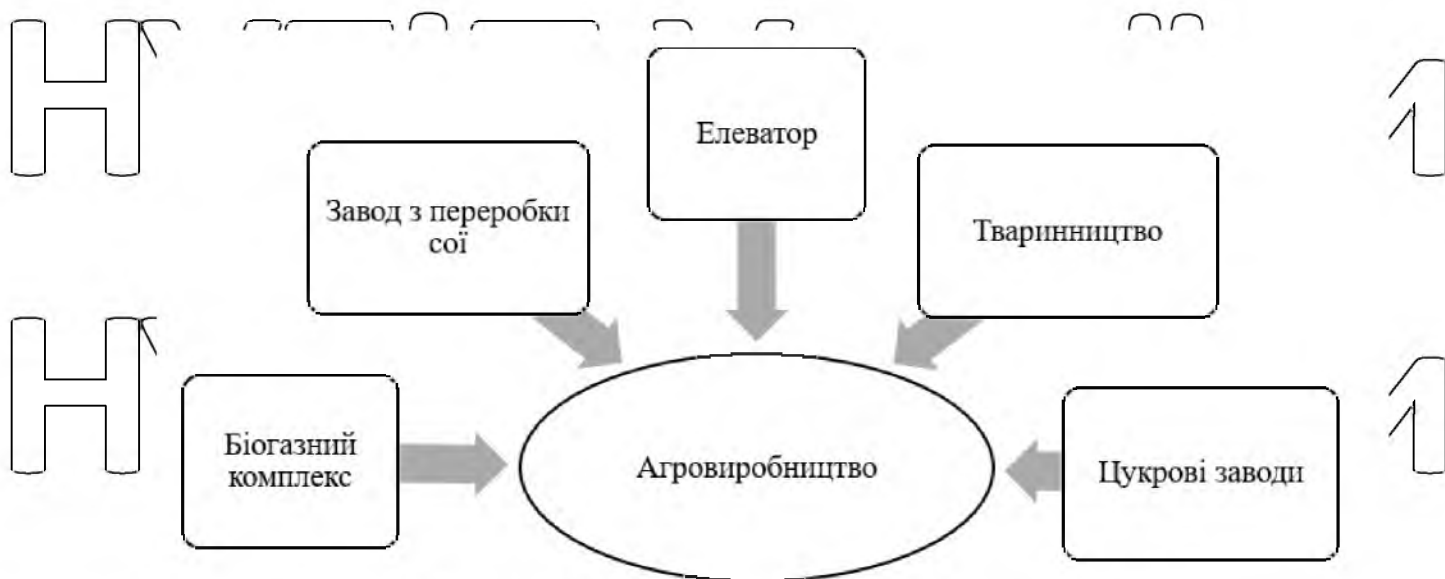 Елеватор
Завод з переробки
сої
Тваринництво
Біогазний
комплекс
Агровиробництво
Цукрові заводи